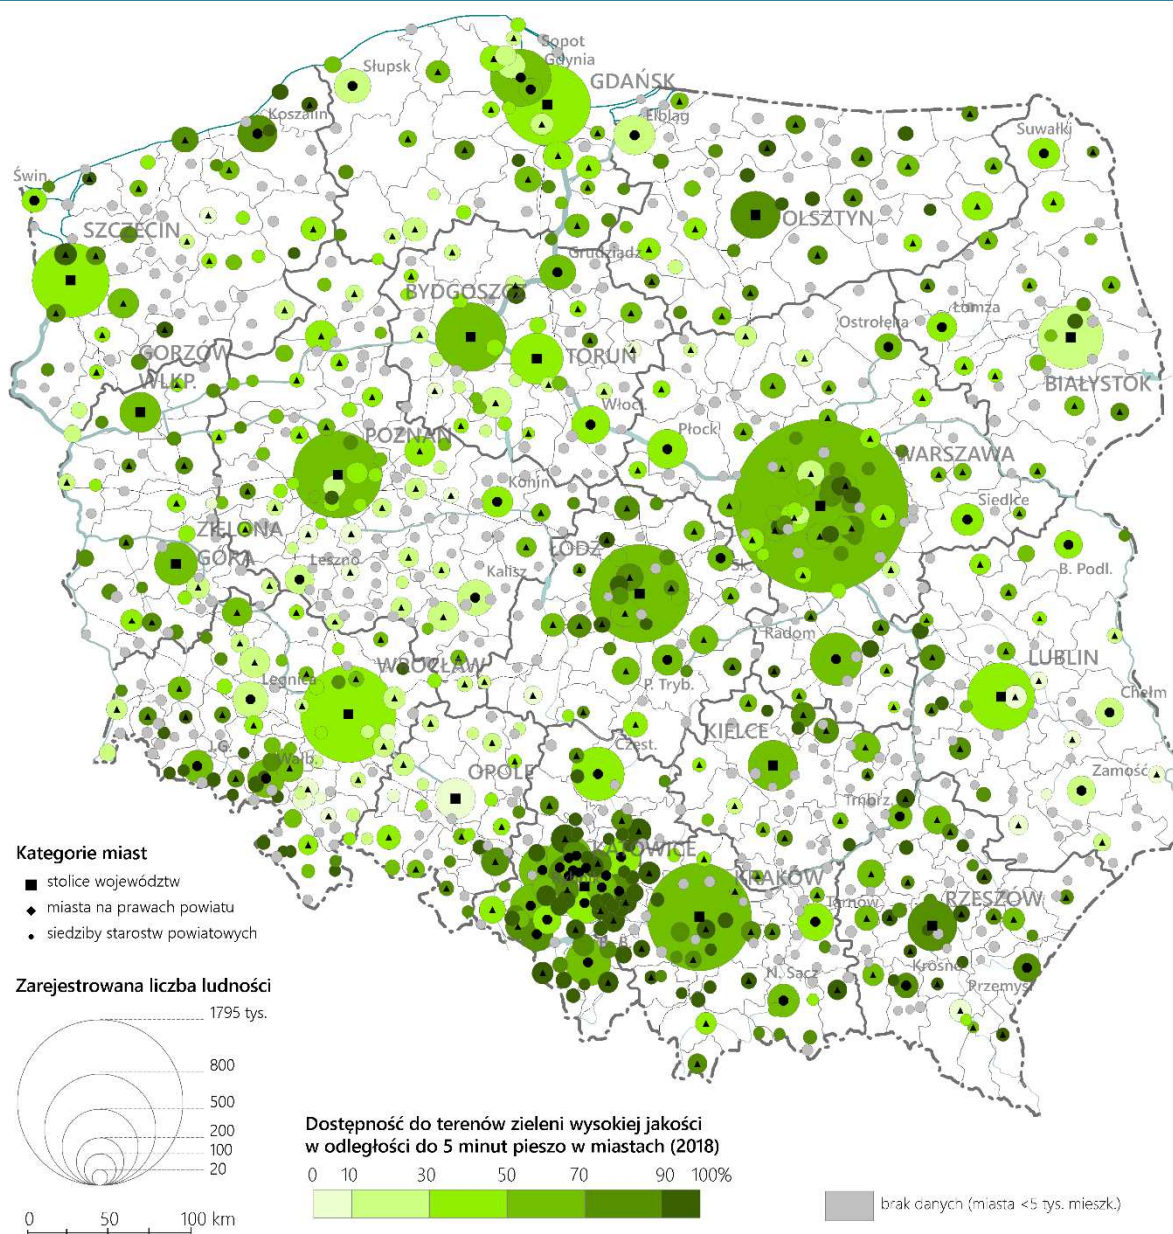 Sopot
Gdynia
Słupsk
GDAŃSK
Koszalin
Elbląg
Suwałki
Świn.
SZCZECIN
OLSZTYN
Grudziądz
BYDGOSZCZ
Ostrołęka
Łomża
TORUŃ
GORZÓW
WLKP.
BIAŁYSTOK
Włocł.
Płock
POZNAŃ
WARSZAWA
Konin
Siedlce
ZIELONA
GÓRA
ŁÓDŹ
Leszno
Kalisz
Sk.
B. Podl.
Radom
WROCŁAW
LUBLIN
Legnica
P. Tryb.
Chełm
J.G.
Wałb.
Częst.
KIELCE
OPOLE
Zamość
Trnbrz.
KATOWICE
KRAKÓW
RZESZÓW
Tarnów
B. B.
N. Sącz
Krosno
Przemyśl
Kategorie miast
stolice województw
miasta na prawach powiatu
siedziby starostw powiatowych
Zarejestrowana liczba ludności
1795 tys.
800
500
200
100
20
0 50 100 km
Dostępność do terenów zieleni wysokiej jakości
w odległości do 5 minut pieszo w miastach (2018)
0 10 30 50 70 90 100%
brak danych (miasta <5 tys. mieszk.)